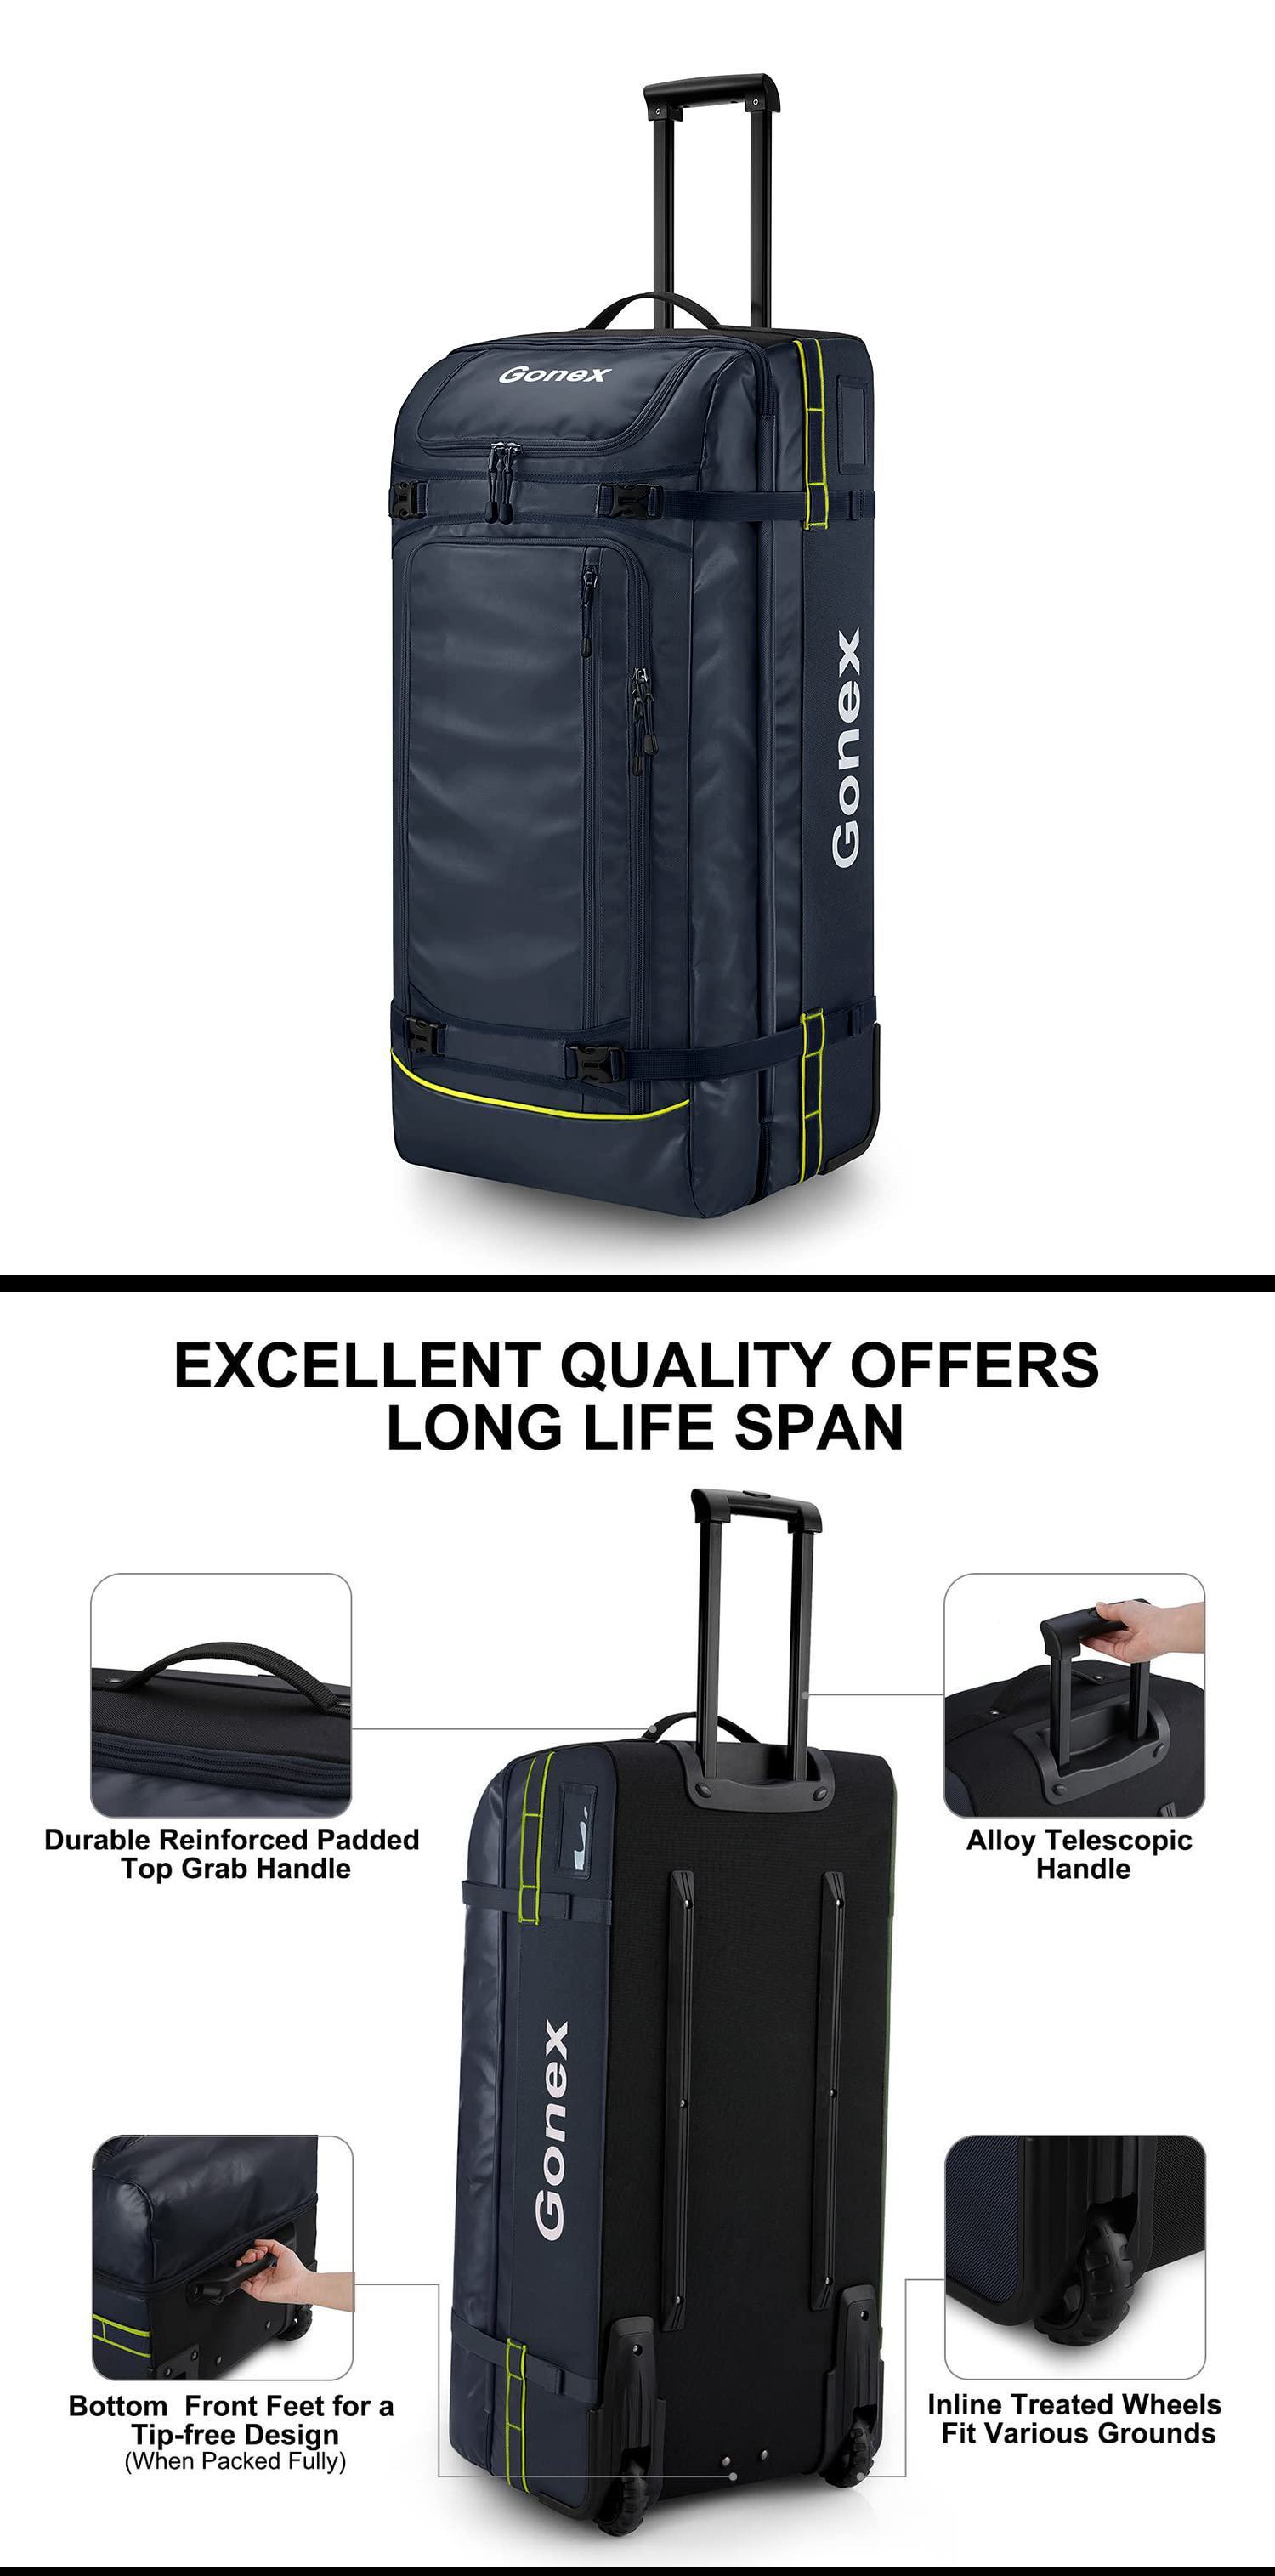 Gonex
Gonex
EXCELLENT QUALITY OFFERS
LONG LIFE SPAN
Durable Reinforced Padded
Top Grab Handle
Alloy Telescopic
Handle
Gonex
Bottom  Front Feet for a
Tip-free Design
(When Packed Fully)
Inline Treated Wheels
Fit Various Grounds